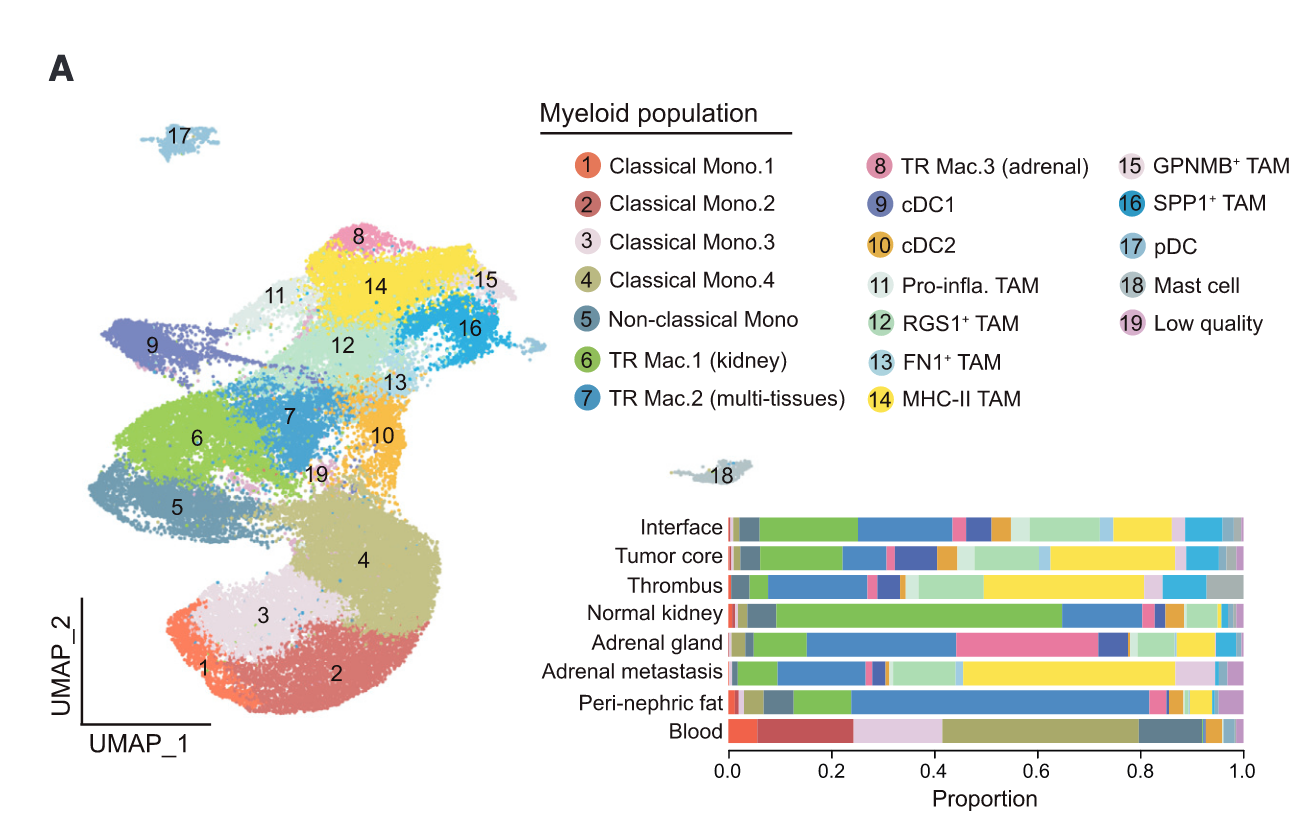 A
Myeloid population
1 Classical Mono.1
2 Classical Mono.2
3 Classical Mono.3
4 Classical Mono.4
5 Non-classical Mono
6 TR Mac.1 (kidney)
7 TR Mac.2 (multi-tissues)
8 TR Mac.3 (adrenal)
9 cDC1
10 cDC2
11 Pro-infla. TAM
12 RGS1⁺ TAM
13 FN1⁺ TAM
14 MHC-II TAM
15 GPNMB⁺ TAM
16 SPP1⁺ TAM
17 pDC
18 Mast cell
19 Low quality
17
8
14
15
11
16
12
9
13
7
10
6
19
5
4
3
1
2
18
UMAP_2
UMAP_1
Interface
Tumor core
Thrombus
Normal kidney
Adrenal gland
Adrenal metastasis
Peri-nephric fat
Blood
0.0 0.2 0.4 0.6 0.8 1.0
Proportion